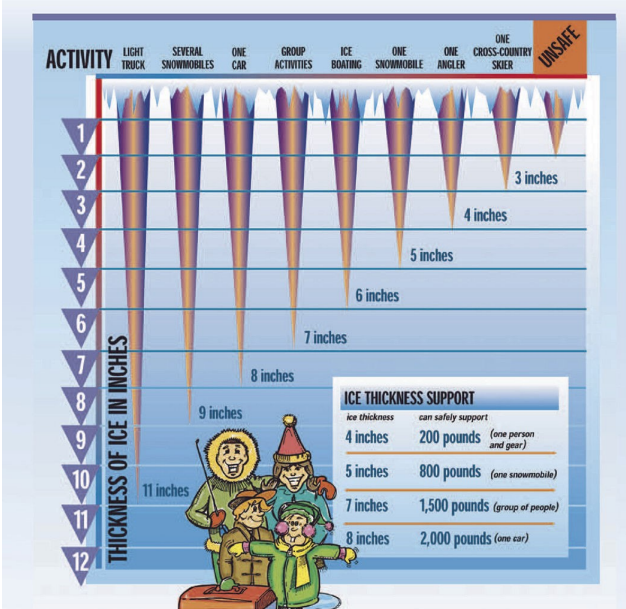 ACTIVITY
LIGHT TRUCK
SEVERAL SNOWMOBILES
ONE CAR
GROUP ACTIVITIES
ICE BOATING
ONE SNOWMOBILE
ONE ANGLER
ONE CROSS-COUNTRY SKIER
UNSAFE
1
2
3 inches
3
4 inches
4
5 inches
5
6 inches
6
7 inches
7
8 inches
8
9 inches
9
10
11 inches
11
12
THICKNESS OF ICE IN INCHES
ICE THICKNESS SUPPORT
ice thickness can safely support
4 inches 200 pounds (one person and gear)
5 inches 800 pounds (one snowmobile)
7 inches 1,500 pounds (group of people)
8 inches 2,000 pounds (one car)